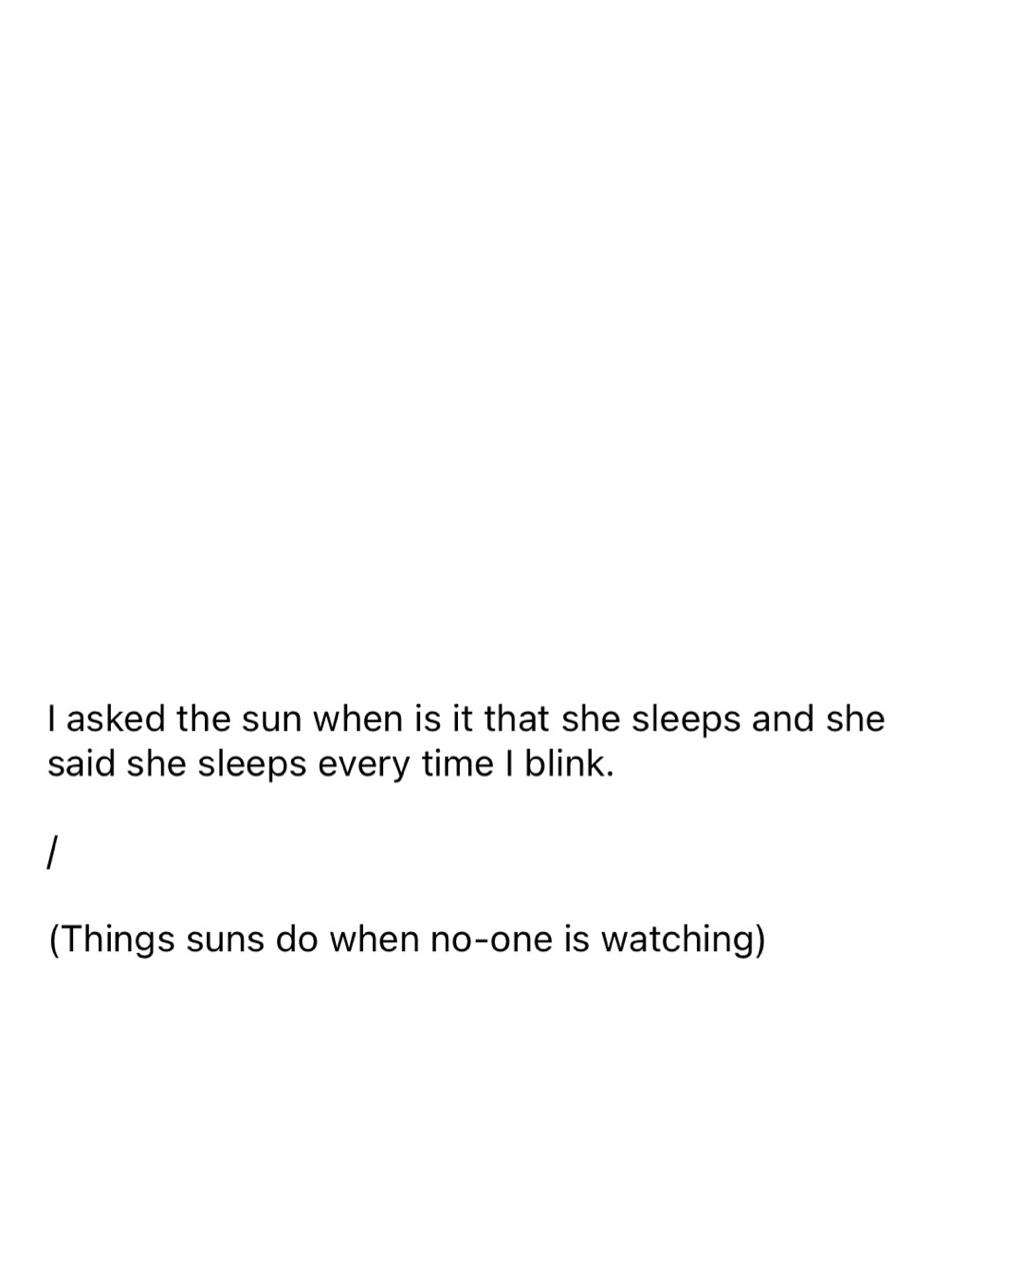 I asked the sun when is it that she sleeps and she
said she sleeps every time I blink.
/
(Things suns do when no-one is watching)